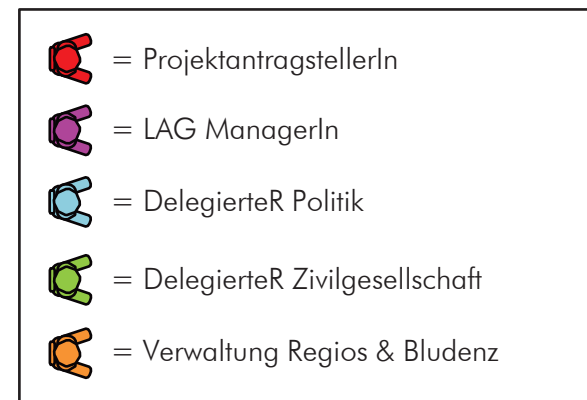 = ProjektantragstellerIn
= LAG ManagerIn
= DelegierteR Politik
= DelegierteR Zivilgesellschaft
= Verwaltung Regios & Bludenz